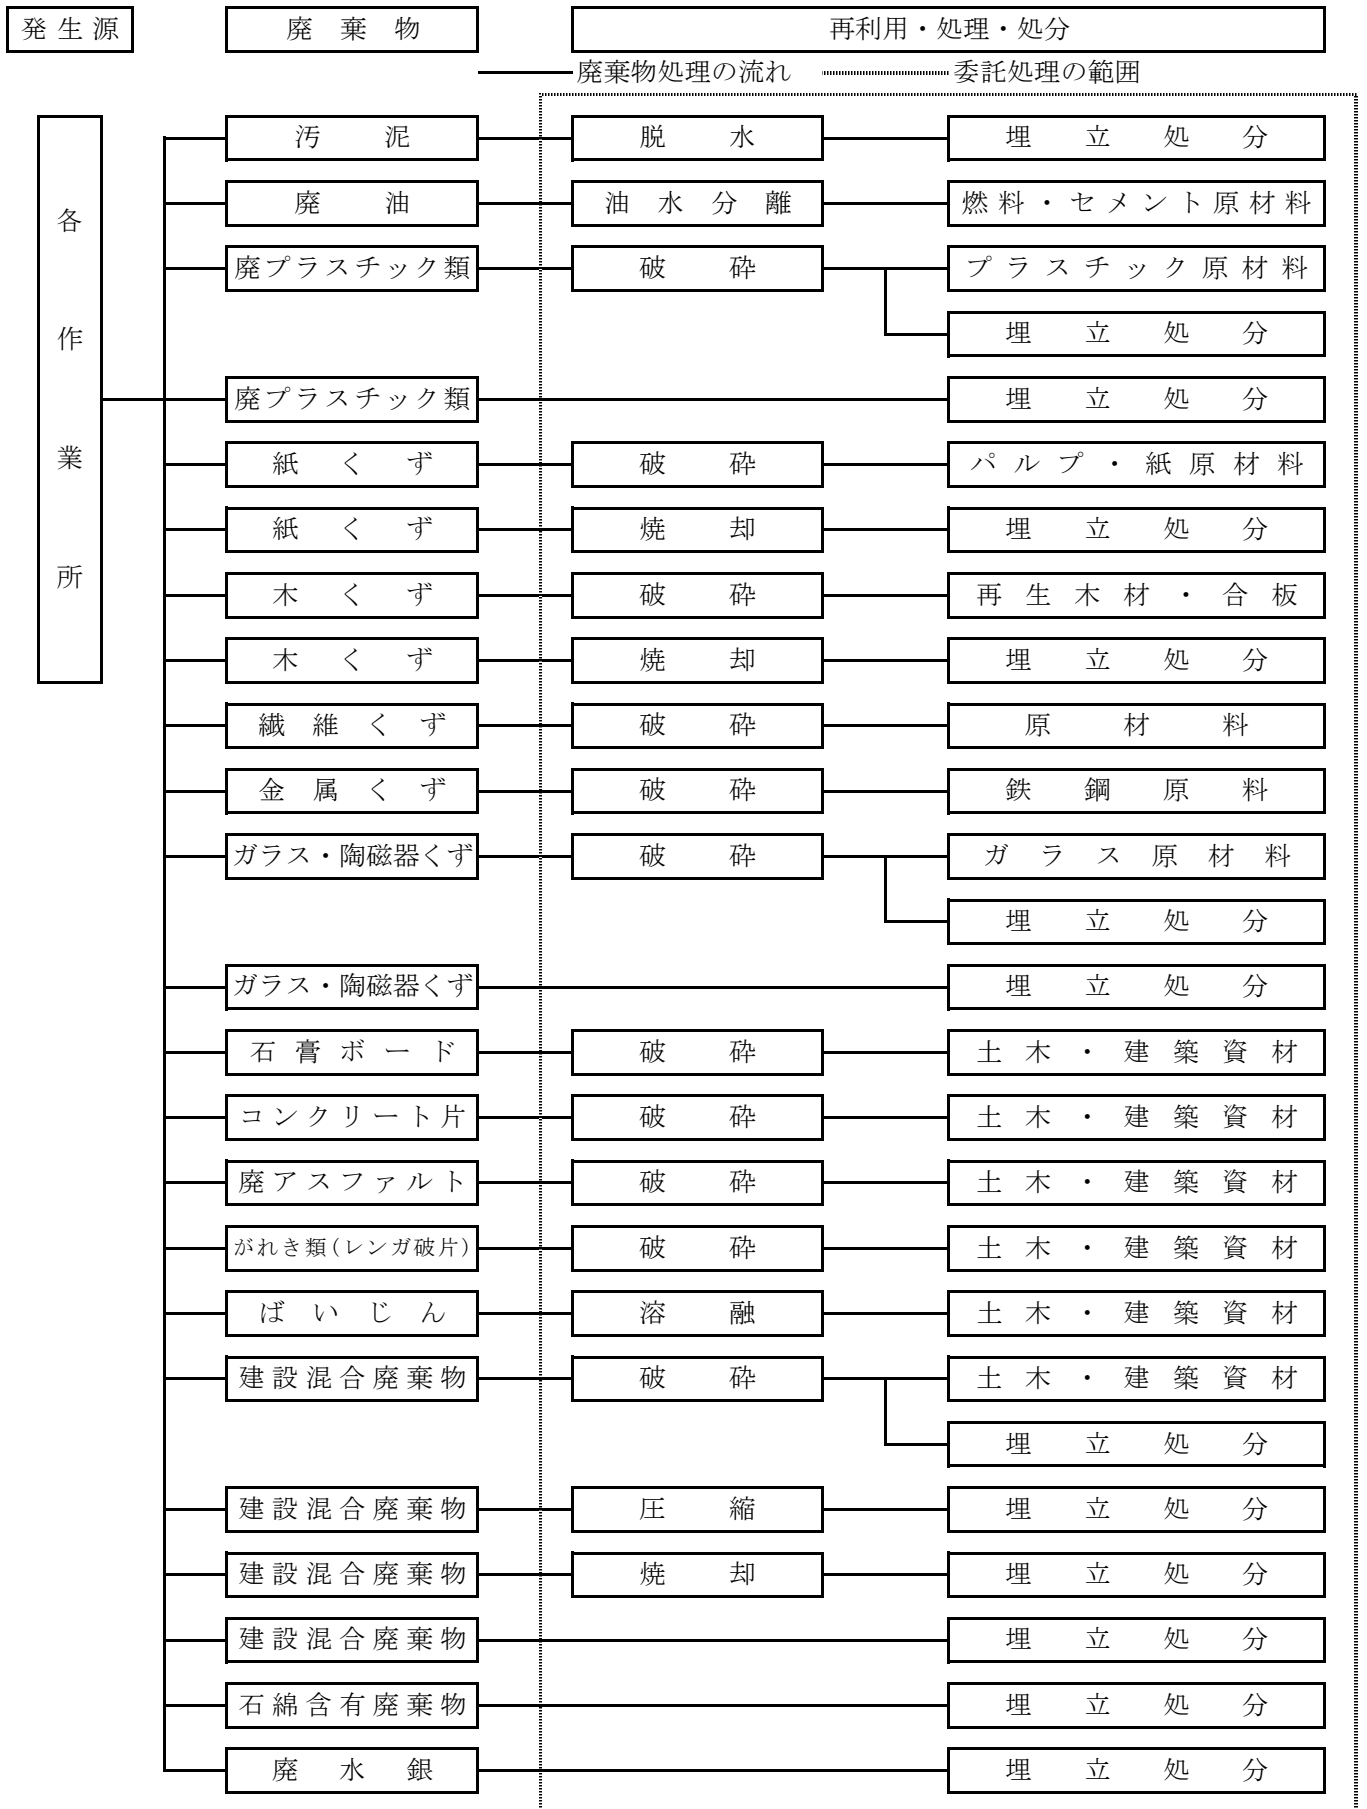 発生源 廃棄物 再利用・処理・処分
廃棄物処理の流れ 委託処理の範囲
各作業所
汚泥 脱水 埋立処分
廃油 油水分離 燃料・セメント原材料
廃プラスチック類 破砕 プラスチック原材料
埋立処分
廃プラスチック類 埋立処分
紙くず 破砕 パルプ・紙原材料
紙くず 焼却 埋立処分
木くず 破砕 再生木材・合板
木くず 焼却 埋立処分
繊維くず 破砕 原材料
金属くず 破砕 鉄鋼原料
ガラス・陶磁器くず 破砕 ガラス原材料
埋立処分
ガラス・陶磁器くず 埋立処分
石膏ボード 破砕 土木・建築資材
コンクリート片 破砕 土木・建築資材
廃アスファルト 破砕 土木・建築資材
がれき類(レンガ破片) 破砕 土木・建築資材
ばいじん 溶融 土木・建築資材
建設混合廃棄物 破砕 土木・建築資材
埋立処分
建設混合廃棄物 圧縮 埋立処分
建設混合廃棄物 焼却 埋立処分
建設混合廃棄物 埋立処分
石綿含有廃棄物 埋立処分
廃水銀 埋立処分